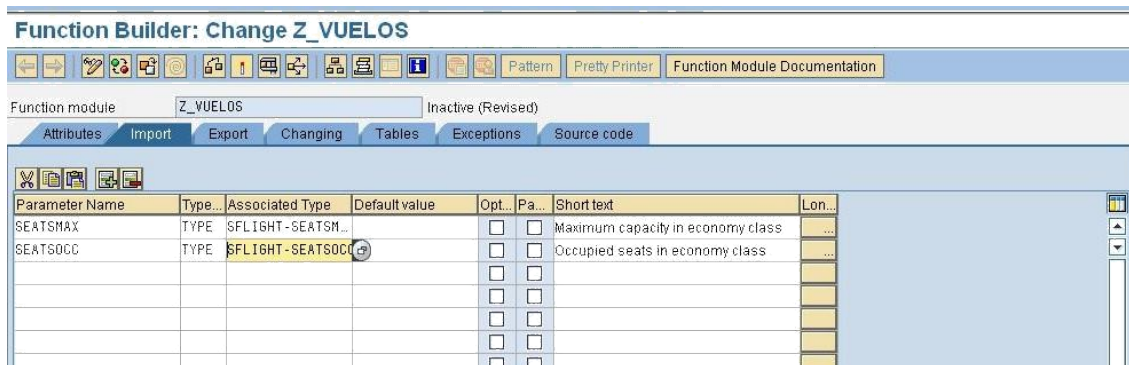 Function Builder: Change Z_VUELOS
Pattern Pretty Printer Function Module Documentation
Function module Z_VUELOS Inactive (Revised)
Attributes Import Export Changing Tables Exceptions Source code
Parameter Name Type... Associated Type Default value Opt... Pa... Short text Lon...
SEATSMAX TYPE SFLIGHT-SEATSM... Maximum capacity in economy class ...
SEATSOCC TYPE SFLIGHT-SEATSOCC Occupied seats in economy class ...